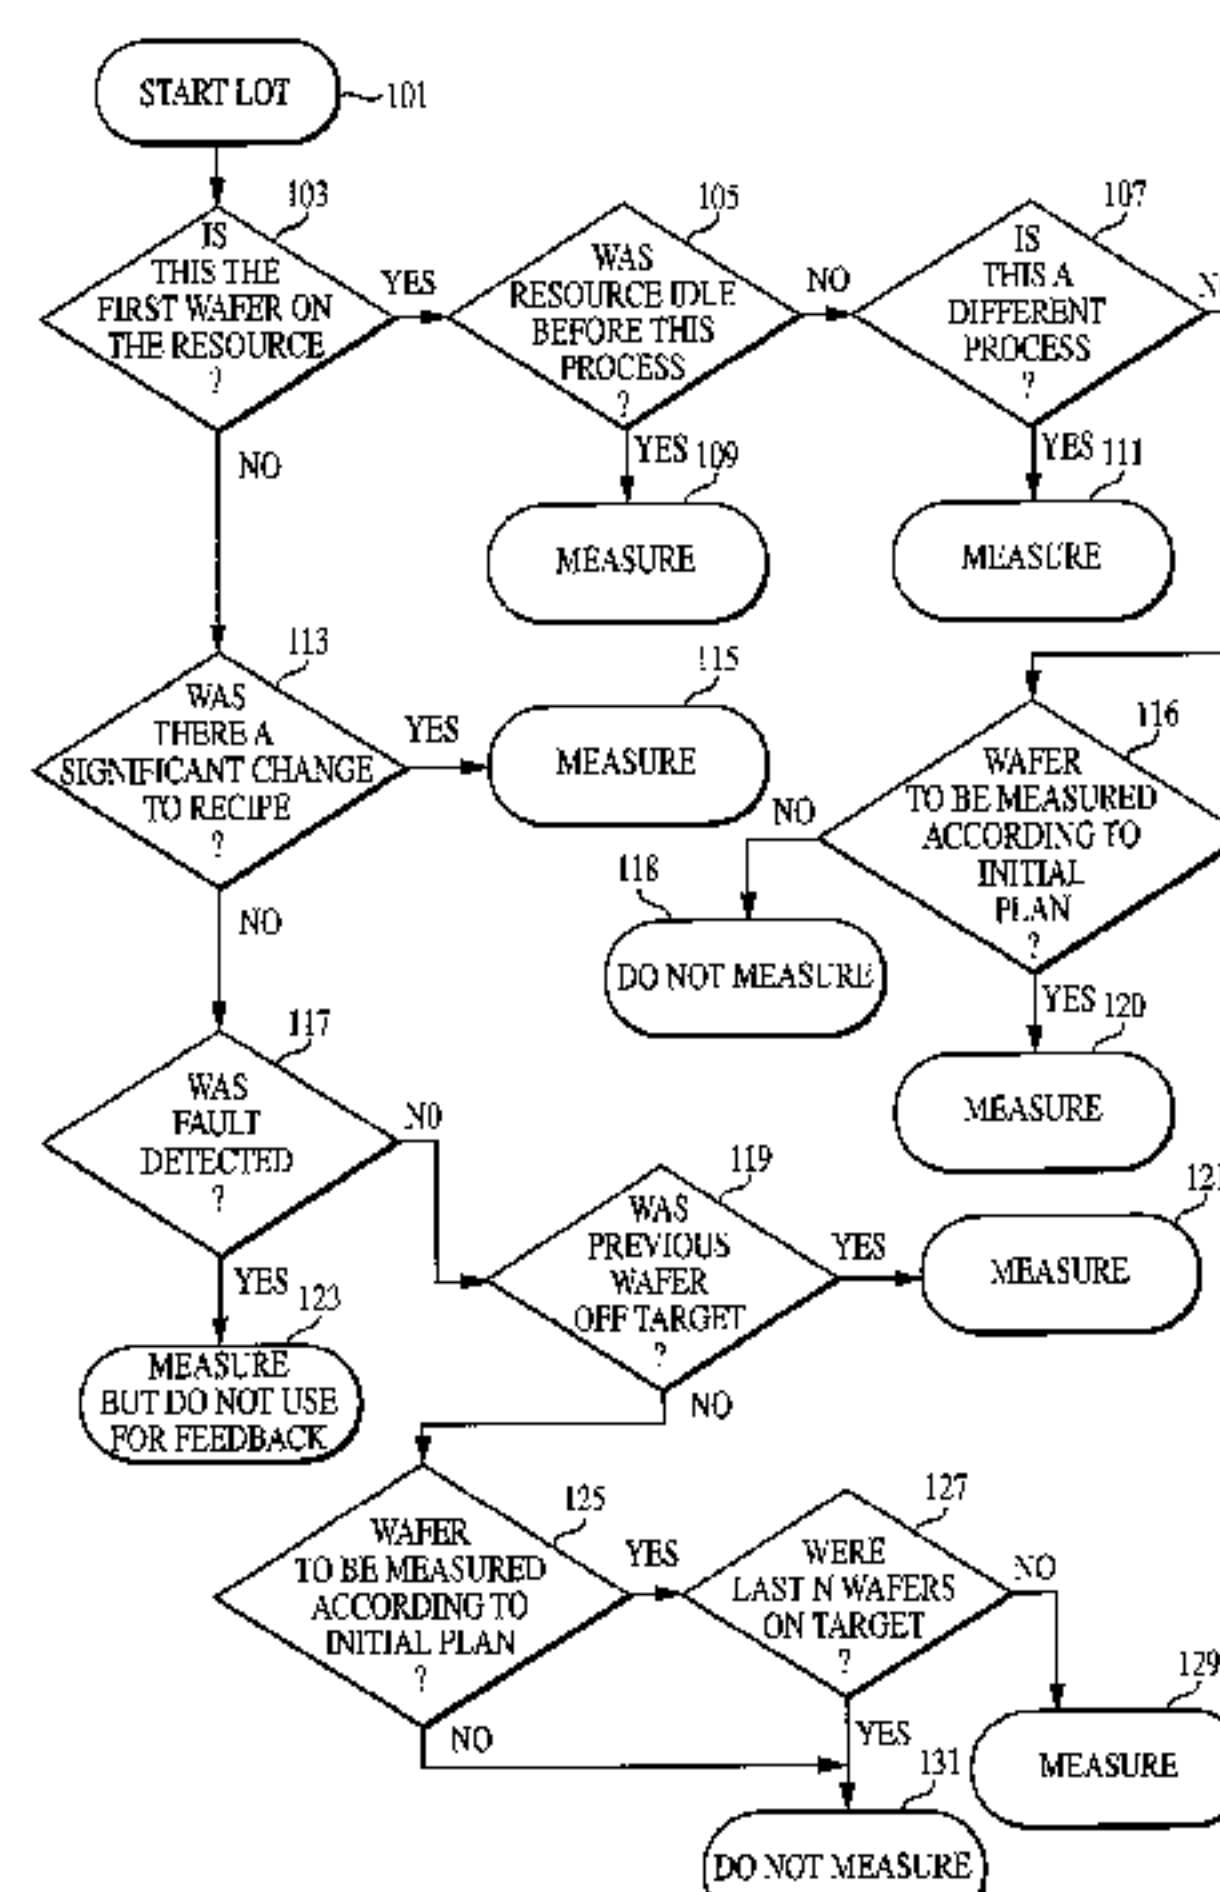 START LOT
101
103
IS
THIS THE
FIRST WAFER ON
THE RESOURCE
?
YES
NO
105
WAS
RESOURCE IDLE
BEFORE THIS
PROCESS
?
NO
YES
109
MEASURE
107
IS
THIS A
DIFFERENT
PROCESS
?
YES
111
MEASURE
113
WAS
THERE A
SIGNIFICANT CHANGE
TO RECIPE
?
YES
NO
115
MEASURE
116
WAFER
TO BE MEASURED
ACCORDING TO
INITIAL
PLAN
?
NO
118
DO NOT MEASURE
YES
120
MEASURE
117
WAS
FAULT
DETECTED
?
NO
YES
123
MEASURE
BUT DO NOT USE
FOR FEEDBACK
119
WAS
PREVIOUS
WAFER
OFF TARGET
?
YES
NO
121
MEASURE
125
WAFER
TO BE MEASURED
ACCORDING TO
INITIAL PLAN
?
YES
NO
127
WERE
LAST N WAFERS
ON TARGET
?
NO
YES
129
MEASURE
131
DO NOT MEASURE